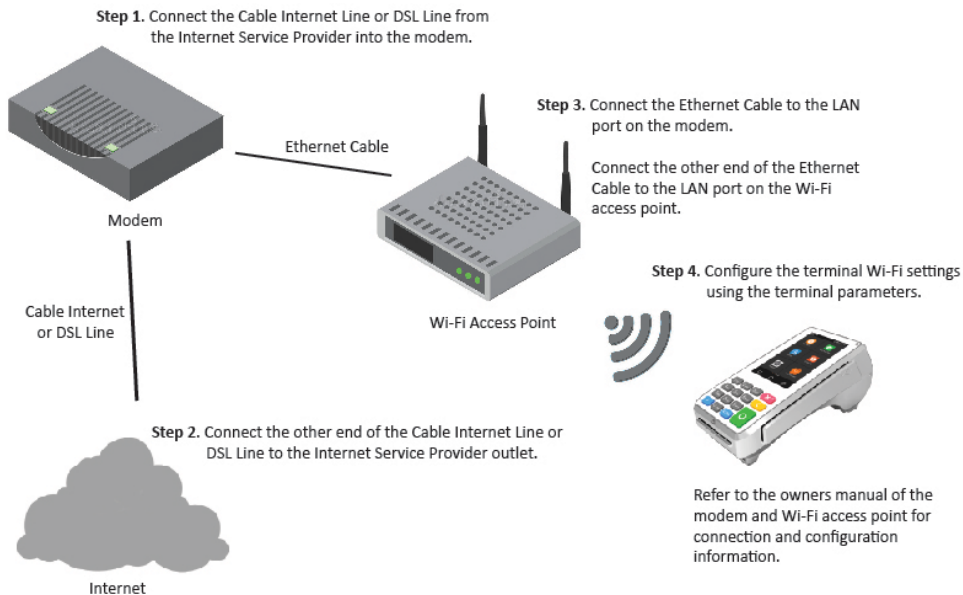 Step 1. Connect the Cable Internet Line or DSL Line from
the Internet Service Provider into the modem.
Step 3. Connect the Ethernet Cable to the LAN
port on the modem.
Ethernet Cable
Connect the other end of the Ethernet
Cable to the LAN port on the Wi-Fi
access point.
Modem
Step 4. Configure the terminal Wi-Fi settings
using the terminal parameters.
Cable Internet
or DSL Line
Wi-Fi Access Point
Step 2. Connect the other end of the Cable Internet Line or
DSL Line to the Internet Service Provider outlet.
Refer to the owners manual of the
modem and Wi-Fi access point for
connection and configuration
information.
Internet